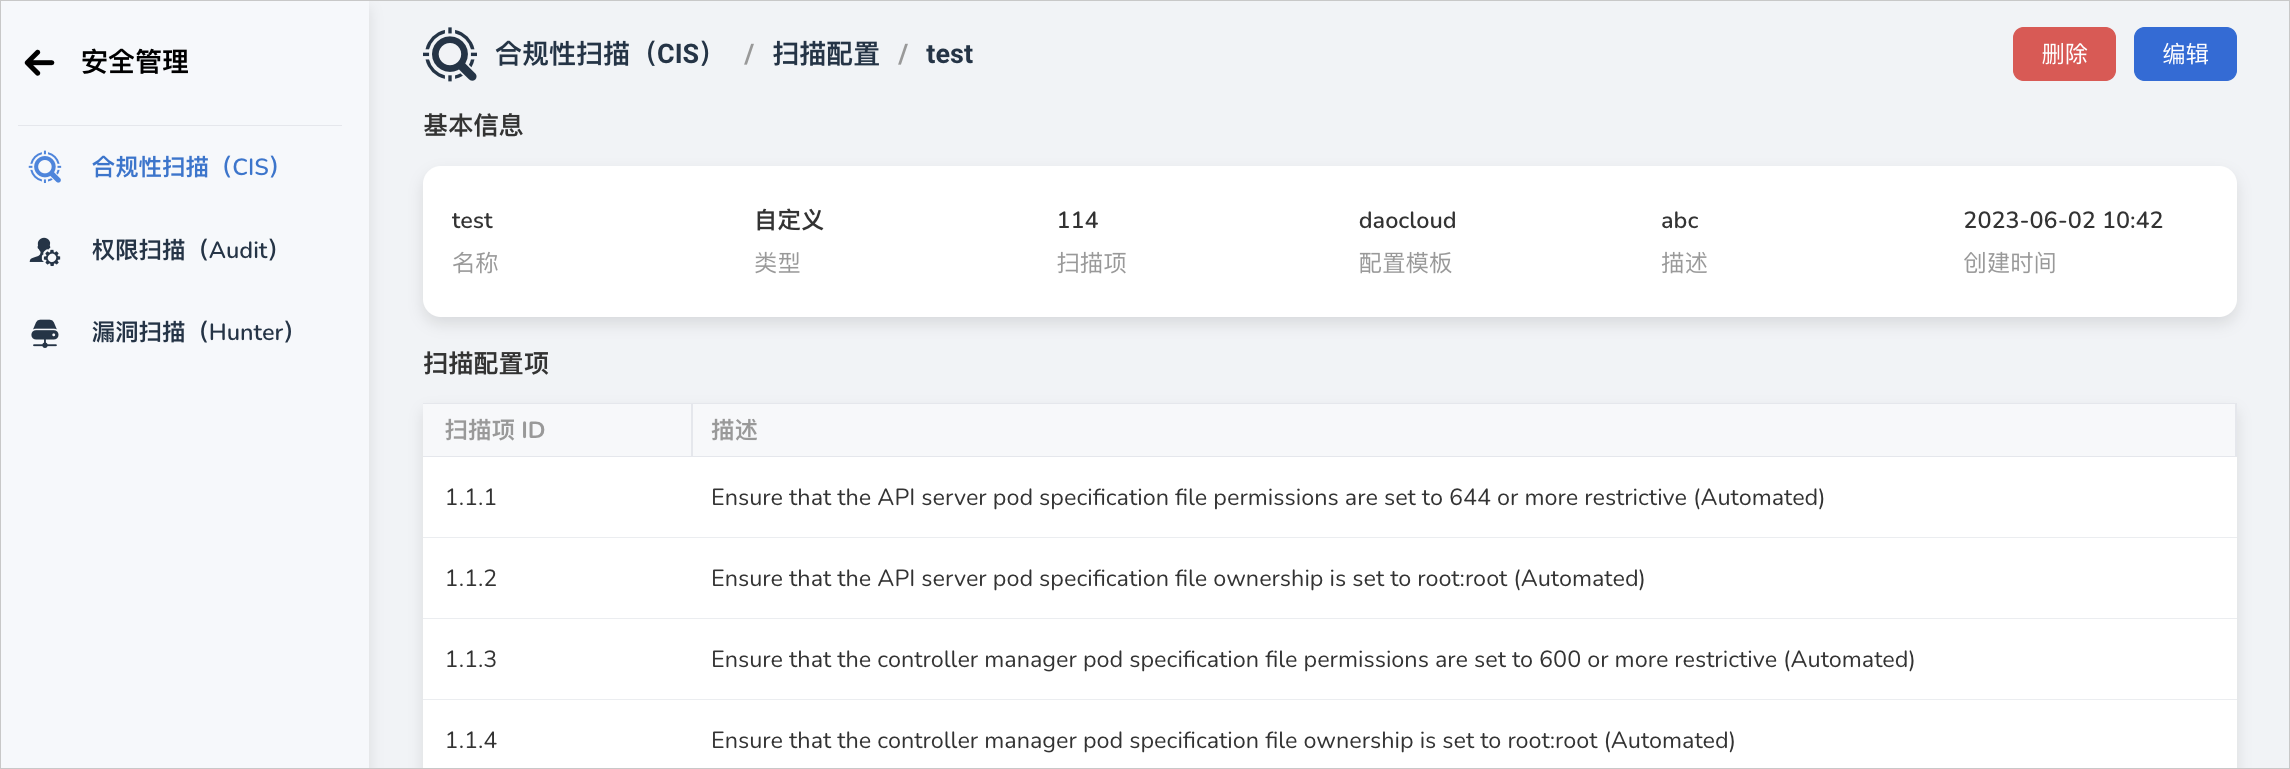 安全管理
合规性扫描（CIS）
权限扫描（Audit）
漏洞扫描（Hunter）
合规性扫描（CIS） / 扫描配置 / test
删除 编辑
基本信息
test 自定义 114 daocloud abc 2023-06-02 10:42
名称 类型 扫描项 配置模板 描述 创建时间
扫描配置项
扫描项 ID 描述
1.1.1 Ensure that the API server pod specification file permissions are set to 644 or more restrictive (Automated)
1.1.2 Ensure that the API server pod specification file ownership is set to root:root (Automated)
1.1.3 Ensure that the controller manager pod specification file permissions are set to 600 or more restrictive (Automated)
1.1.4 Ensure that the controller manager pod specification file ownership is set to root:root (Automated)